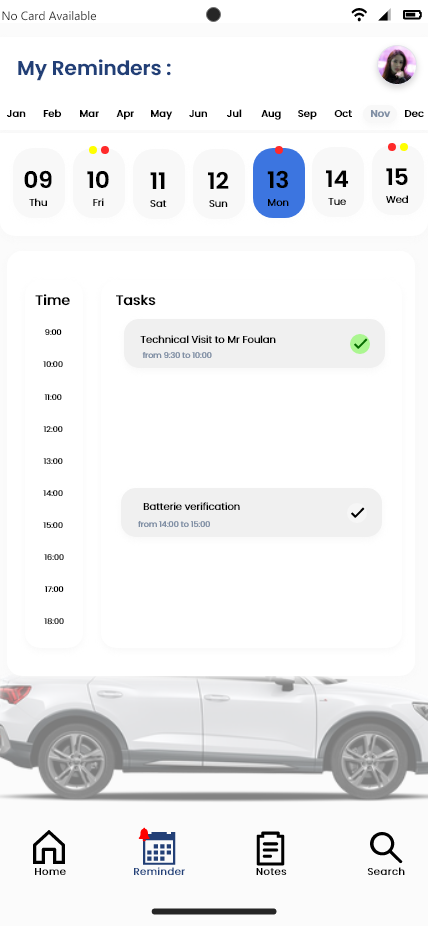 No Card Available
My Reminders :
Jan Feb Mar Apr May Jun Jul Aug Sep Oct Nov Dec
09 10 11 12 13 14 15
Thu Fri Sat Sun Mon Tue Wed
Time Tasks
9:00
Technical Visit to Mr Foulan
from 9:30 to 10:00
10:00
11:00
12:00
13:00
14:00
Batterie verification
from 14:00 to 15:00
15:00
16:00
17:00
18:00
Home Reminder Notes Search